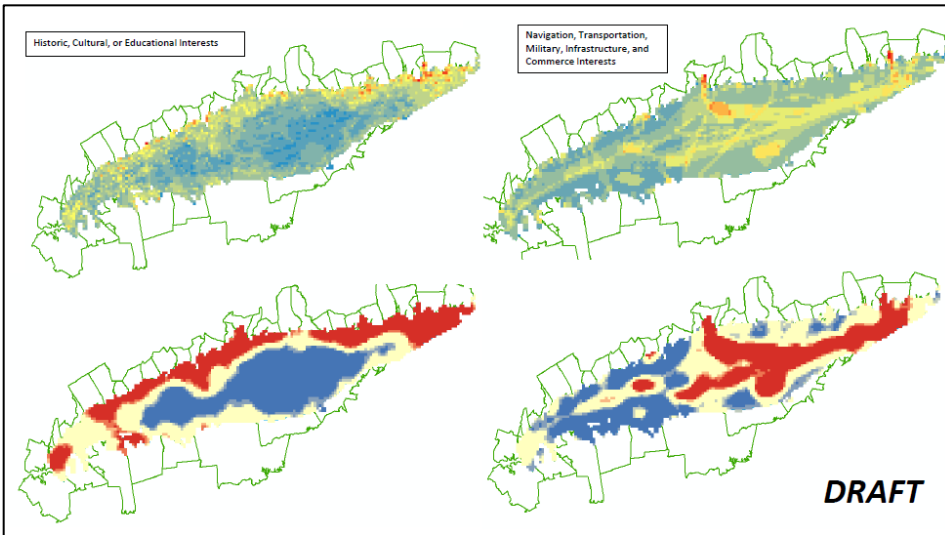 Historic, Cultural, or Educational Interests
Navigation, Transportation,
Military, Infrastructure, and
Commerce Interests
DRAFT